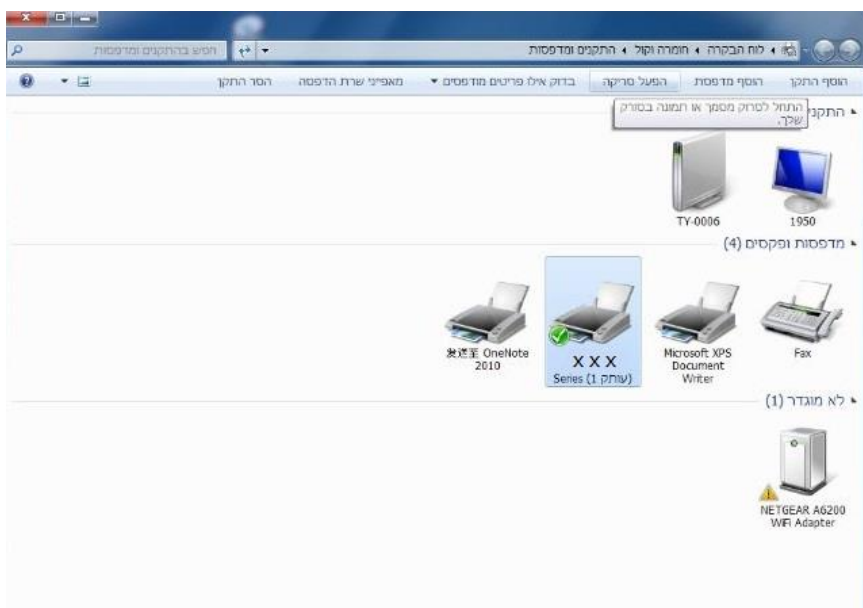 לוח הבקרה ◂ חומרה וקול ◂ התקנים ומדפסות
חפש בהתקנים ומדפסות
הוסף התקן
הוסף מדפסת
הפעל סריקה
בדוק אילו פריטים מודפסים
מאפייני שרת הדפסה
הסר התקן
התחל לסרוק מסמך או תמונה בסורק
שלך.
1950
TY-0006
מדפסות ופקסים (4)
Fax
Microsoft XPS
Document
Writer
X X X
Series (עותק 1)
发送至 OneNote
2010
לא מוגדר (1)
NETGEAR A6200
WiFi Adapter